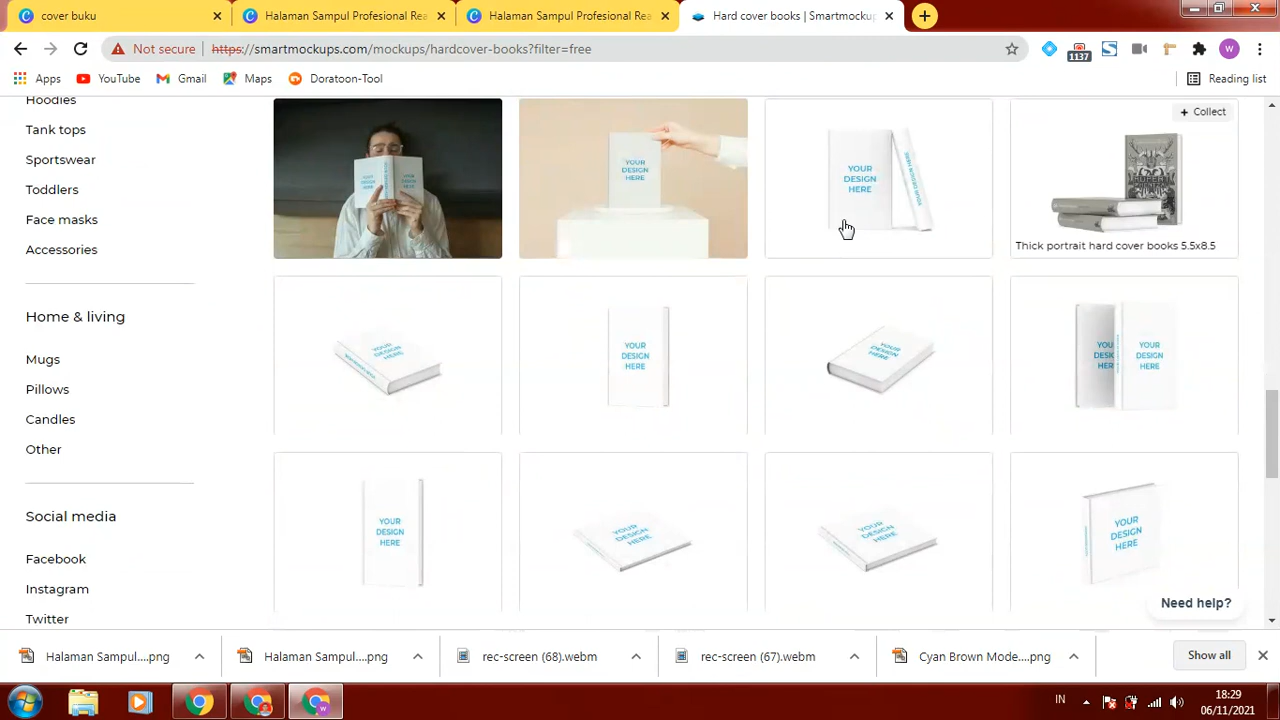 cover buku
Halaman Sampul Profesional Rea
Halaman Sampul Profesional Rea
Hard cover books | Smartmockup
Not secure
https://smartmockups.com/mockups/hardcover-books?filter=free
1137
W
Apps
YouTube
Gmail
Maps
Doratoon-Tool
Reading list
Hoodies
Tank tops
Sportswear
Toddlers
Face masks
Accessories
Home & living
Mugs
Pillows
Candles
Other
Social media
Facebook
Instagram
Twitter
YOUR
DESIGN
HERE
YOUR
DESIGN
HERE
YOUR DESIGN HERE
+ Collect
Thick portrait hard cover books 5.5x8.5
YOUR
DESIGN
HERE
YOUR
DESIGN
HERE
YOUR
DESIGN
HERE
YOUR
DESIGN
HERE
YOUR
DESIGN
HERE
YOUR
DESIGN
HERE
YOUR
DESIGN
HERE
YOUR
DESIGN
HERE
Need help?
Halaman Sampul....png
Halaman Sampul....png
rec-screen (68).webm
rec-screen (67).webm
Cyan Brown Mode....png
Show all
IN
18:29
06/11/2021